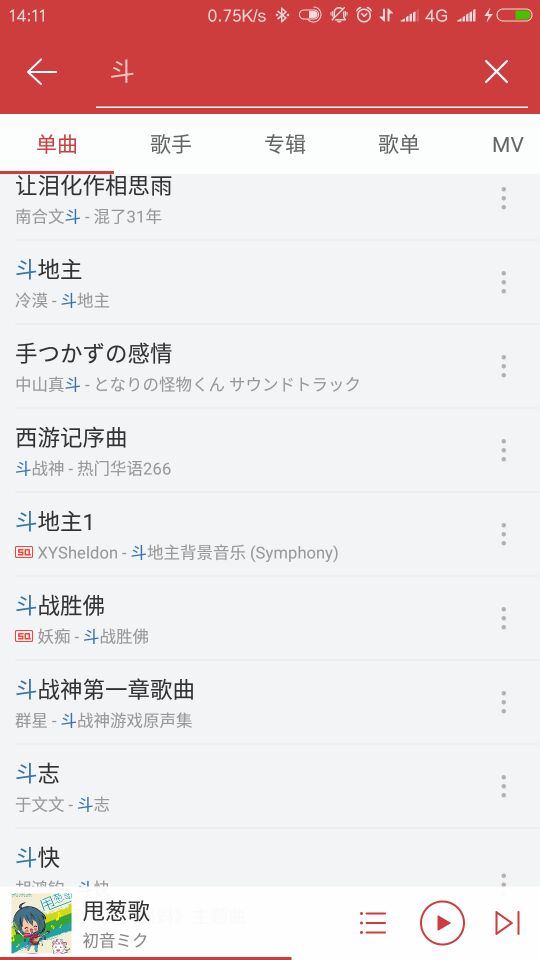 14:11
0.75K/s
4G
斗
单曲
歌手
专辑
歌单
MV
让泪化作相思雨
南合文斗 - 混了31年
斗地主
冷漠 - 斗地主
手つかずの感情
中山真斗 - となりの怪物くん サウンドトラック
西游记序曲
斗战神 - 热门华语266
斗地主1
SQ XYSheldon - 斗地主背景音乐 (Symphony)
斗战胜佛
SQ 妖痴 - 斗战胜佛
斗战神第一章歌曲
群星 - 斗战神游戏原声集
斗志
于文文 - 斗志
斗快
甩葱歌
甩葱歌
初音ミク